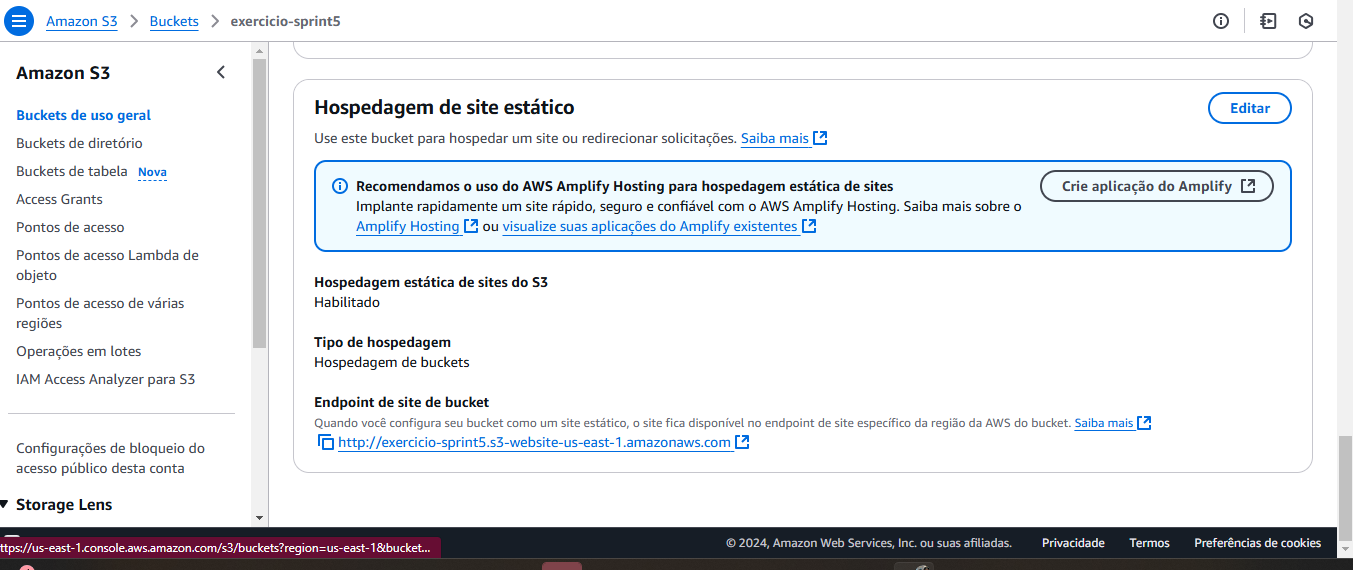 Amazon S3 > Buckets > exercicio-sprint5
Amazon S3
Buckets de uso geral
Buckets de diretório
Buckets de tabela Nova
Access Grants
Pontos de acesso
Pontos de acesso Lambda de
objeto
Pontos de acesso de várias
regiões
Operações em lotes
IAM Access Analyzer para S3
Configurações de bloqueio do
acesso público desta conta
Storage Lens
Hospedagem de site estático
Editar
Use este bucket para hospedar um site ou redirecionar solicitações. Saiba mais
Recomendamos o uso do AWS Amplify Hosting para hospedagem estática de sites
Implante rapidamente um site rápido, seguro e confiável com o AWS Amplify Hosting. Saiba mais sobre o
Amplify Hosting ou visualize suas aplicações do Amplify existentes
Crie aplicação do Amplify
Hospedagem estática de sites do S3
Habilitado
Tipo de hospedagem
Hospedagem de buckets
Endpoint de site de bucket
Quando você configura seu bucket como um site estático, o site fica disponível no endpoint de site específico da região da AWS do bucket. Saiba mais
http://exercicio-sprint5.s3-website-us-east-1.amazonaws.com
ttps://us-east-1.console.aws.amazon.com/s3/buckets?region=us-east-1&bucket...
© 2024, Amazon Web Services, Inc. ou suas afiliadas.
Privacidade
Termos
Preferências de cookies